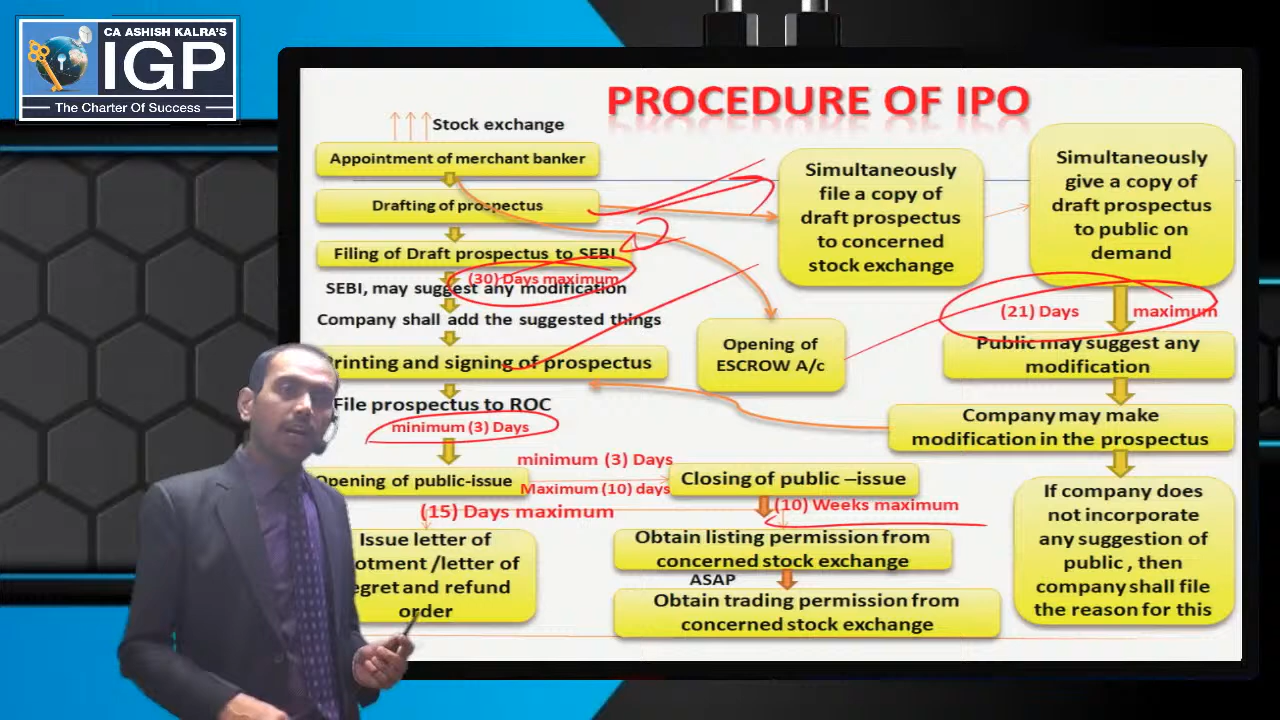 CA ASHISH KALRA'S
IGP
The Charter Of Success
PROCEDURE OF IPO
Stock exchange
Appointment of merchant banker
Drafting of prospectus
Filing of Draft prospectus to SEBI
(30) Days maximum
SEBI, may suggest any modification
Company shall add the suggested things
rinting and signing of prospectus
File prospectus to ROC
minimum (3) Days
Opening of public-issue
minimum (3) Days
Maximum (10) days
Closing of public –issue
(15) Days maximum
Issue letter of
otment /letter of
egret and refund
order
(10) Weeks maximum
Obtain listing permission from
concerned stock exchange
ASAP
Obtain trading permission from
concerned stock exchange
Simultaneously
file a copy of
draft prospectus
to concerned
stock exchange
Opening of
ESCROW A/c
Simultaneously
give a copy of
draft prospectus
to public on
demand
(21) Days maximum
Public may suggest any
modification
Company may make
modification in the prospectus
If company does
not incorporate
any suggestion of
public , then
company shall file
the reason for this